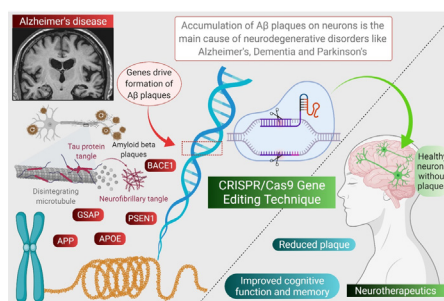 Alzheimer's disease
Accumulation of Aβ plaques on neurons is the
main cause of neurodegenerative disorders like
Alzheimer's, Dementia and Parkinson's
Genes drive
formation of
Aβ plaques
Tau protein
tangle
Amyloid beta
plaques
BACE1
Disintegrating
microtubule
Neurofibrillary tangle
GSAP
PSEN1
APP
APOE
CRISPR/Cas9 Gene
Editing Technique
Healthy
neuron
without
plaque
Reduced plaque
Improved cognitive
function and memory
Neurotherapeutics